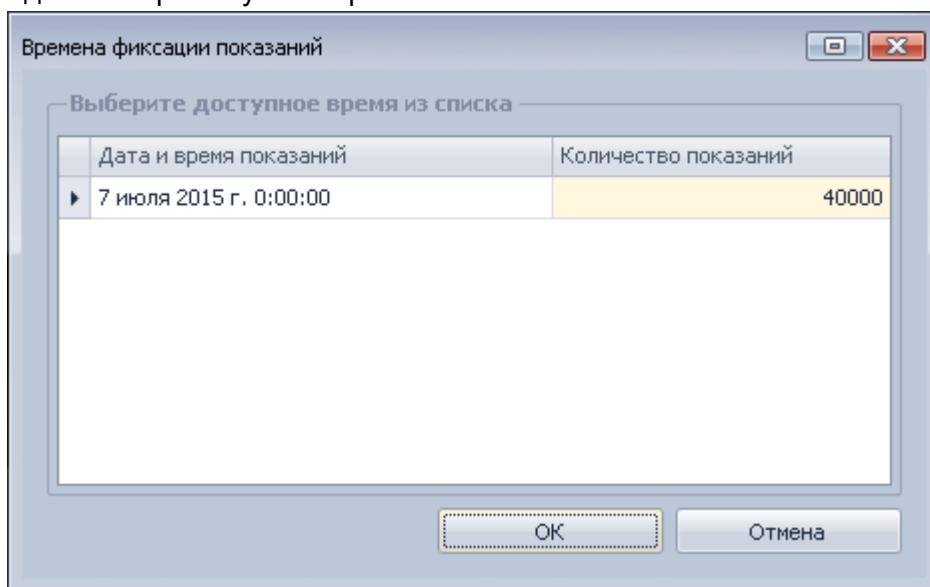 Времена фиксации показаний
Выберите доступное время из списка
Дата и время показаний Количество показаний
7 июля 2015 г. 0:00:00 40000
ОК Отмена